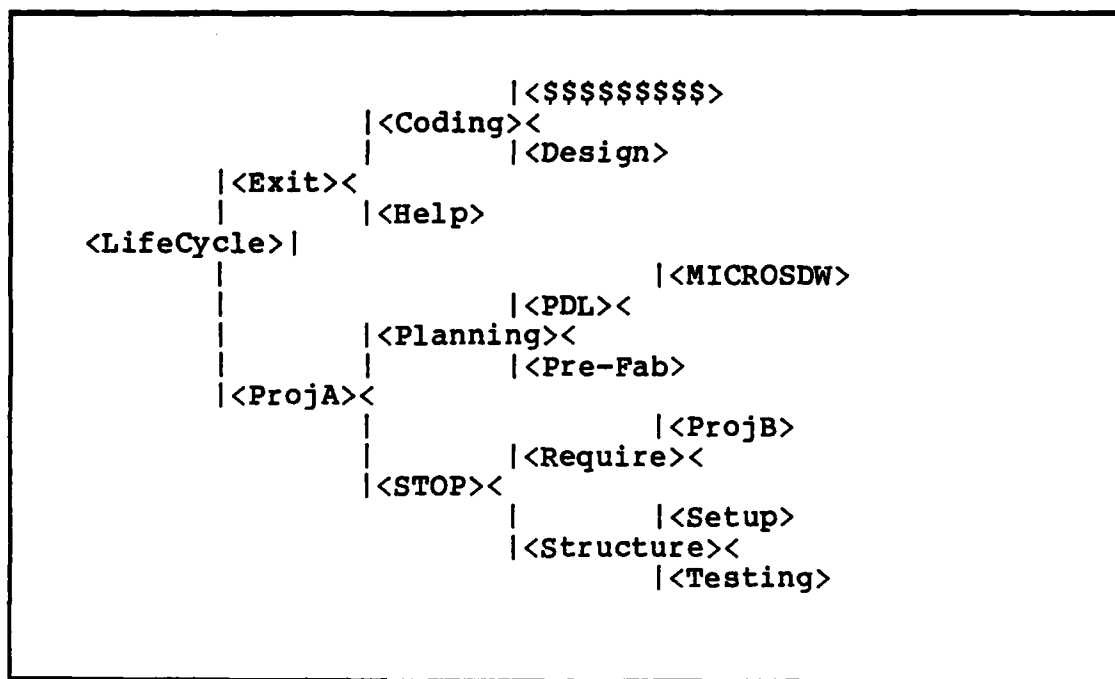 |<$$$$$$$$$>
|<Coding><
| |<Design>
|<Exit><
| |<Help>
<LifeCycle>|
| |<MICROSDW>
| |<PDL><
| |<Planning><
| | |<Pre-Fab>
|<ProjA><
| |<ProjB>
| |<Require><
|<STOP><
| |<Setup>
|<Structure><
|<Testing>